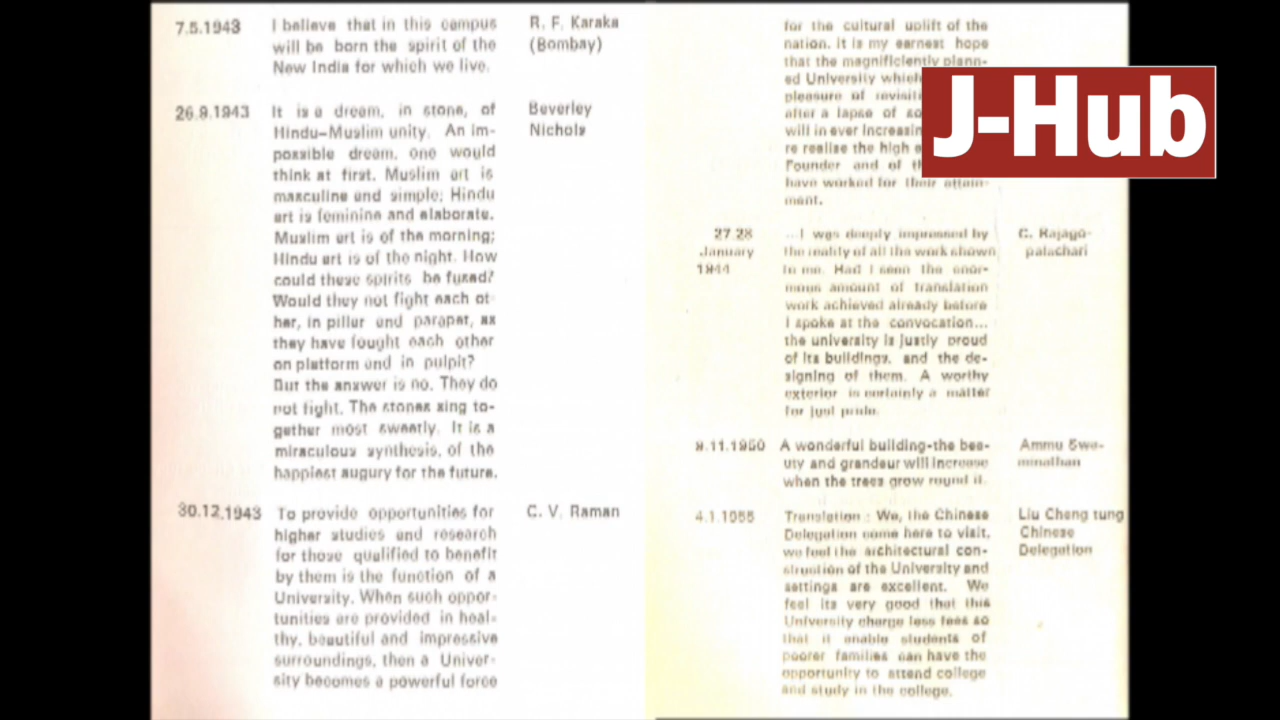 7.5.1943 I believe that in this campus R. F. Karaka
will be born the spirit of the (Bombay)
New India for which we live.
26.9.1943 It is a dream, in stone, of Beverley
Hindu-Muslim unity. An im- Nichols
possible dream, one would
think at first. Muslim art is
masculine and simple; Hindu
art is feminine and elaborate.
Muslim art is of the morning;
Hindu art is of the night. How
could these spirits be fused?
Would they not fight each ot-
her, in pillar and parapet, as
they have fought each other
on platform and in pulpit?
But the answer is no. They do
not fight. The stones sing to-
gether most sweetly. It is a
miraculous synthesis, of the
happiest augury for the future.
30.12.1943 To provide opportunities for C. V. Raman
higher studies and research
for those qualified to benefit
by them is the function of a
University. When such oppor-
tunities are provided in heal-
thy, beautiful and impressive
surroundings, then a Univer-
sity becomes a powerful force
for the cultural uplift of the
nation. It is my earnest hope
that the magnificiently plann-
ed University which
pleasure of revisiti
after a lapse of so
will in ever increasin
re realise the high e
Founder and of th
have worked for their attain-
ment.
J-Hub
27 28 ...I was deeply impressed by C. Rajago-
January the reality of all the work shown palachari
1944 to me. Had I seen the enor-
mous amount of translation
work achieved already before
I spoke at the convocation...
the university is justly proud
of its buildings, and the de-
signing of them. A worthy
exterior is certainly a matter
for just pride.
9.11.1950 A wonderful building-the bea- Ammu Swa-
uty and grandeur will increase minathan
when the trees grow round it.
4.1.1955 Translation : We, the Chinese Liu Cheng tung
Delegation come here to visit, Chinese
we feel the architectural con- Delegation
struction of the University and
settings are excellent. We
feel its very good that this
University charge less fees so
that it enable students of
poorer families can have the
opportunity to attend college
and study in the college.